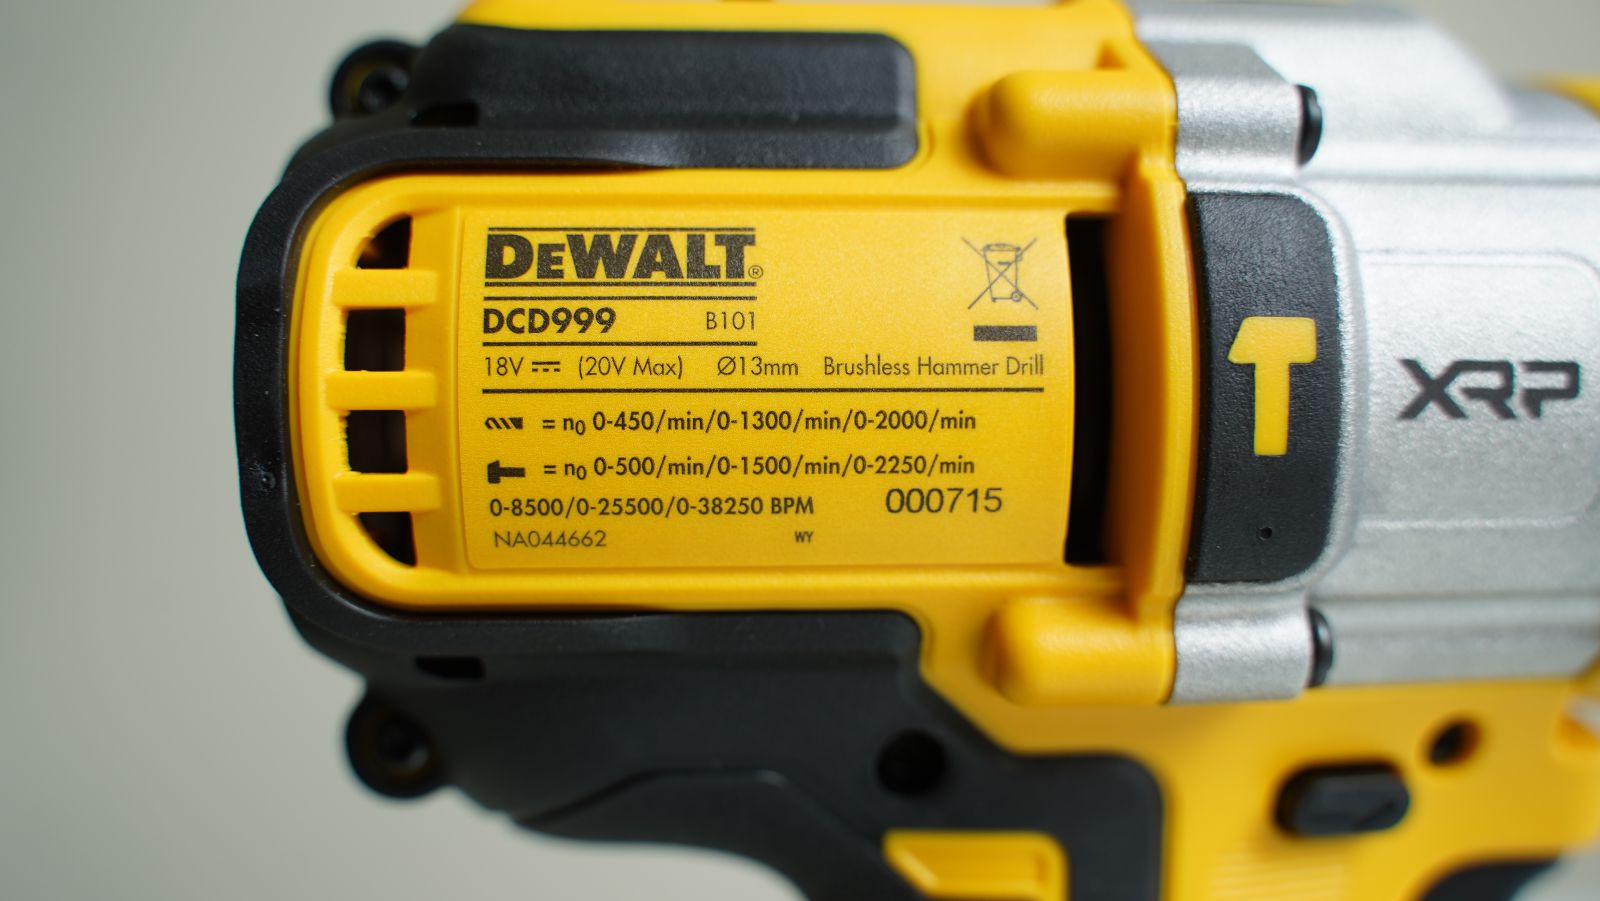 DEWALT®
DCD999 B101
18V ⎓ (20V Max) Ø13mm Brushless Hammer Drill
= n₀ 0-450/min/0-1300/min/0-2000/min
= n₀ 0-500/min/0-1500/min/0-2250/min
0-8500/0-25500/0-38250 BPM 000715
NA044662 WY
XRP